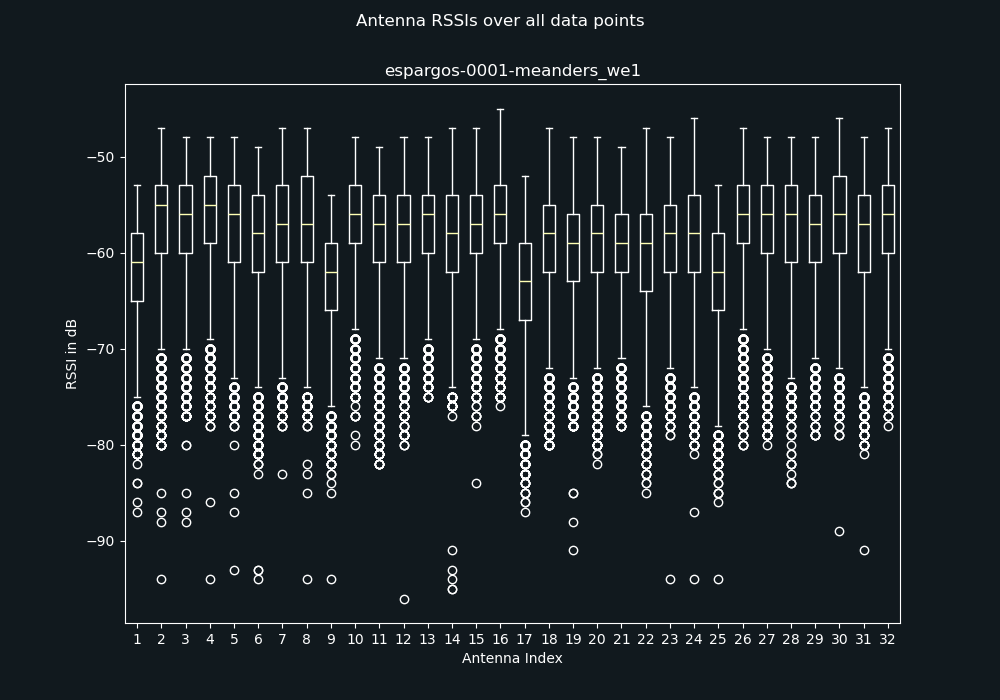 Antenna RSSIs over all data points
espargos-0001-meanders_we1
RSSI in dB
−50
−60
−70
−80
−90
1 2 3 4 5 6 7 8 9 10 11 12 13 14 15 16 17 18 19 20 21 22 23 24 25 26 27 28 29 30 31 32
Antenna Index